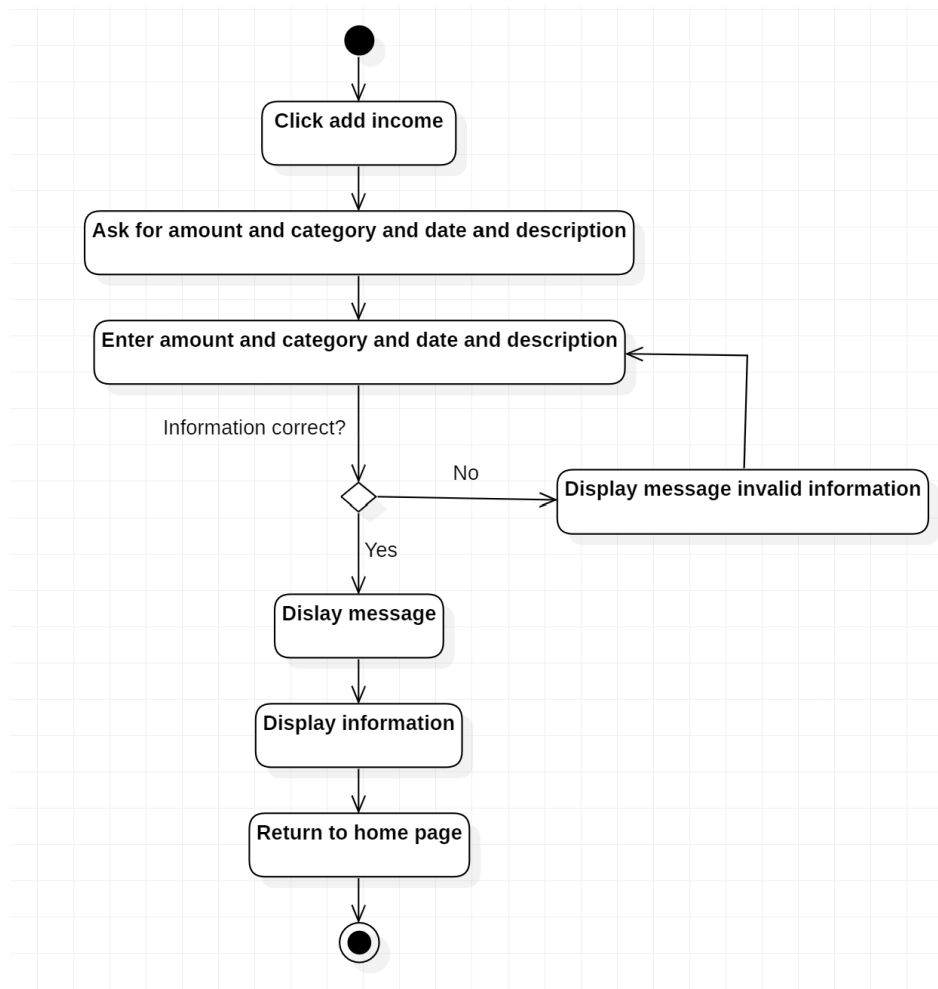 Click add income
Ask for amount and category and date and description
Enter amount and category and date and description
Information correct?
No
Display message invalid information
Yes
Dislay message
Display information
Return to home page